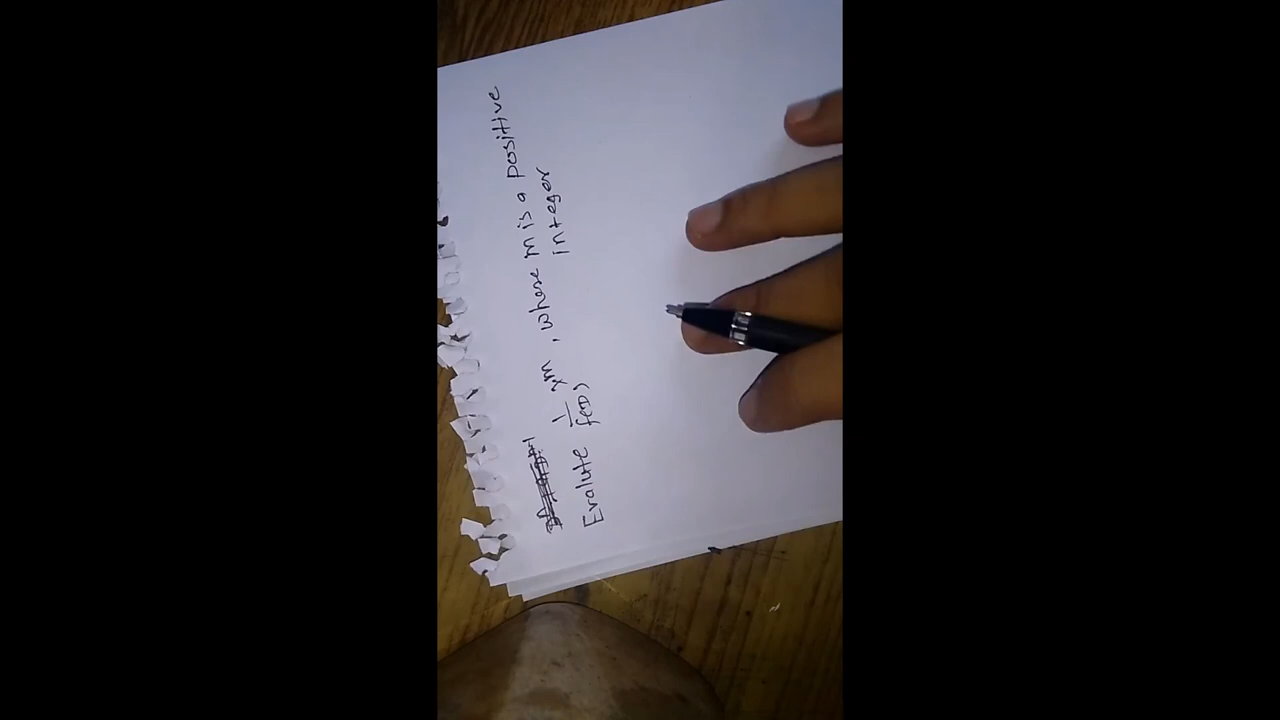 Evalute 1/f(D) x^m, where m is a positive
integer